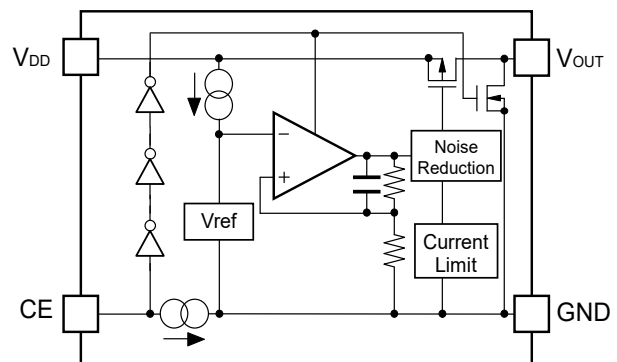 VDD
VOUT
−
+
Noise
Reduction
Vref
Current
Limit
CE
GND